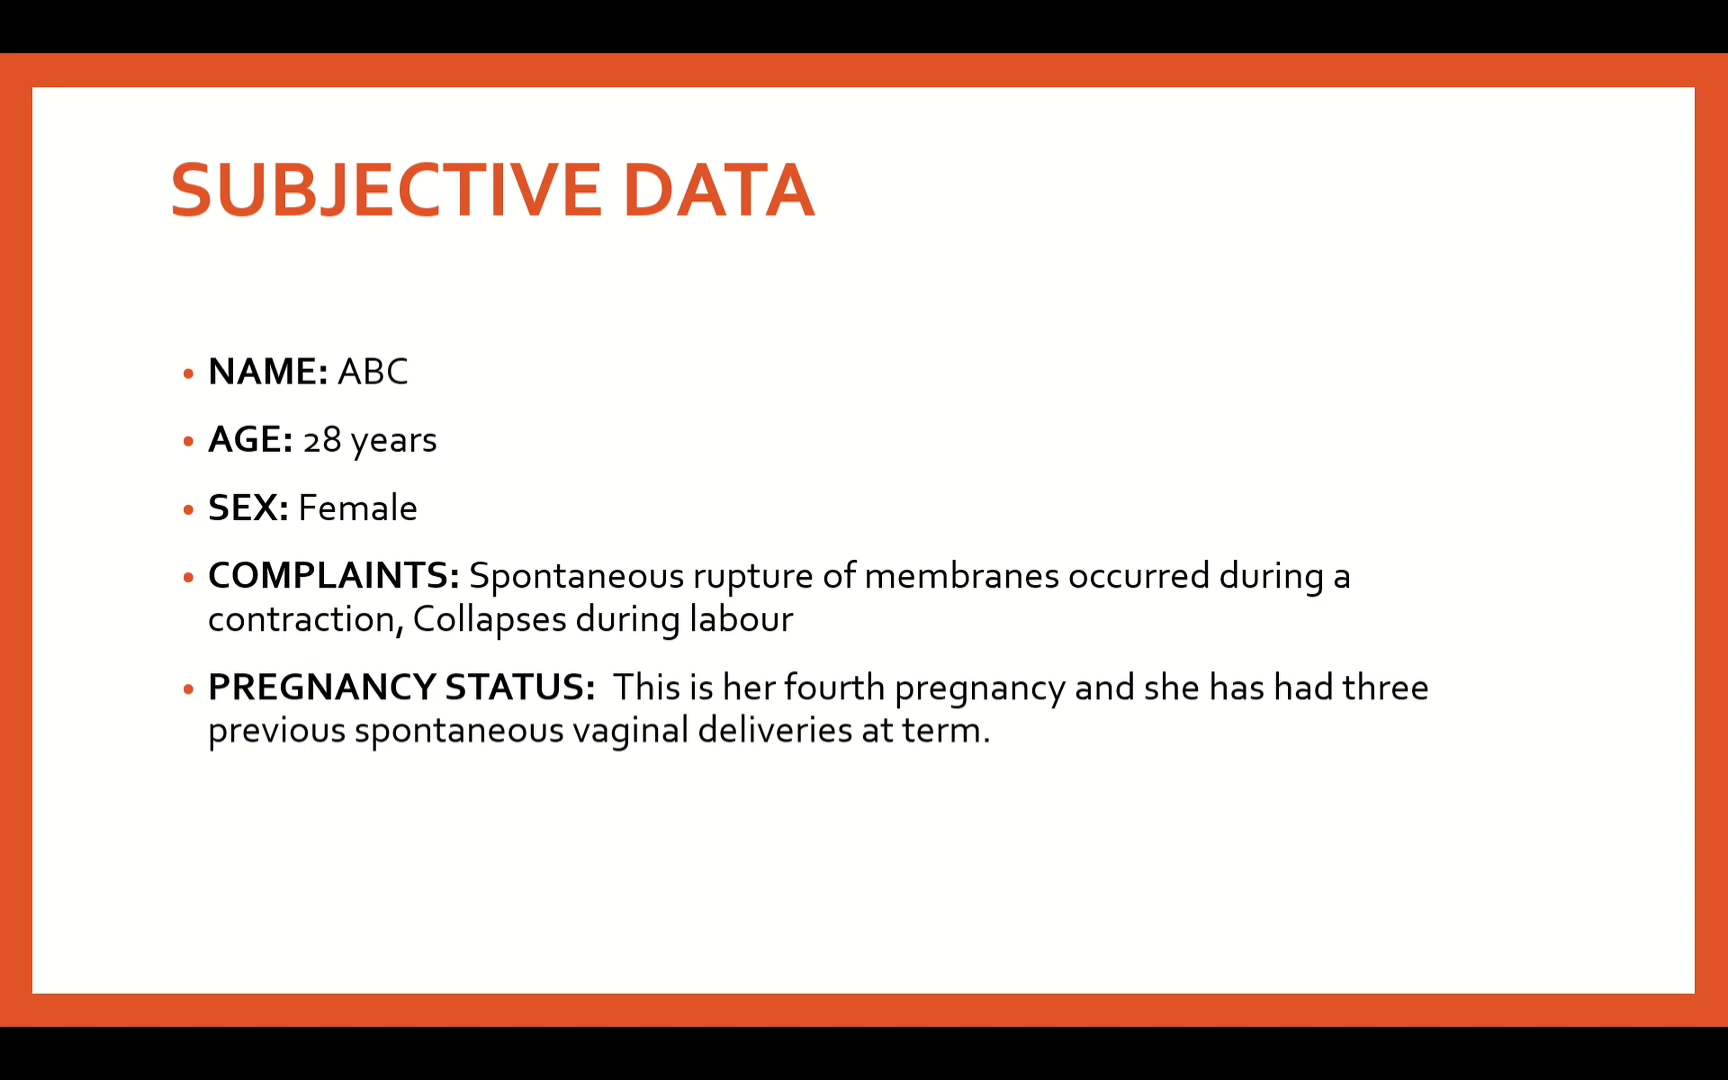 SUBJECTIVE DATA
• NAME: ABC
• AGE: 28 years
• SEX: Female
• COMPLAINTS: Spontaneous rupture of membranes occurred during a
contraction, Collapses during labour
• PREGNANCY STATUS:  This is her fourth pregnancy and she has had three
previous spontaneous vaginal deliveries at term.